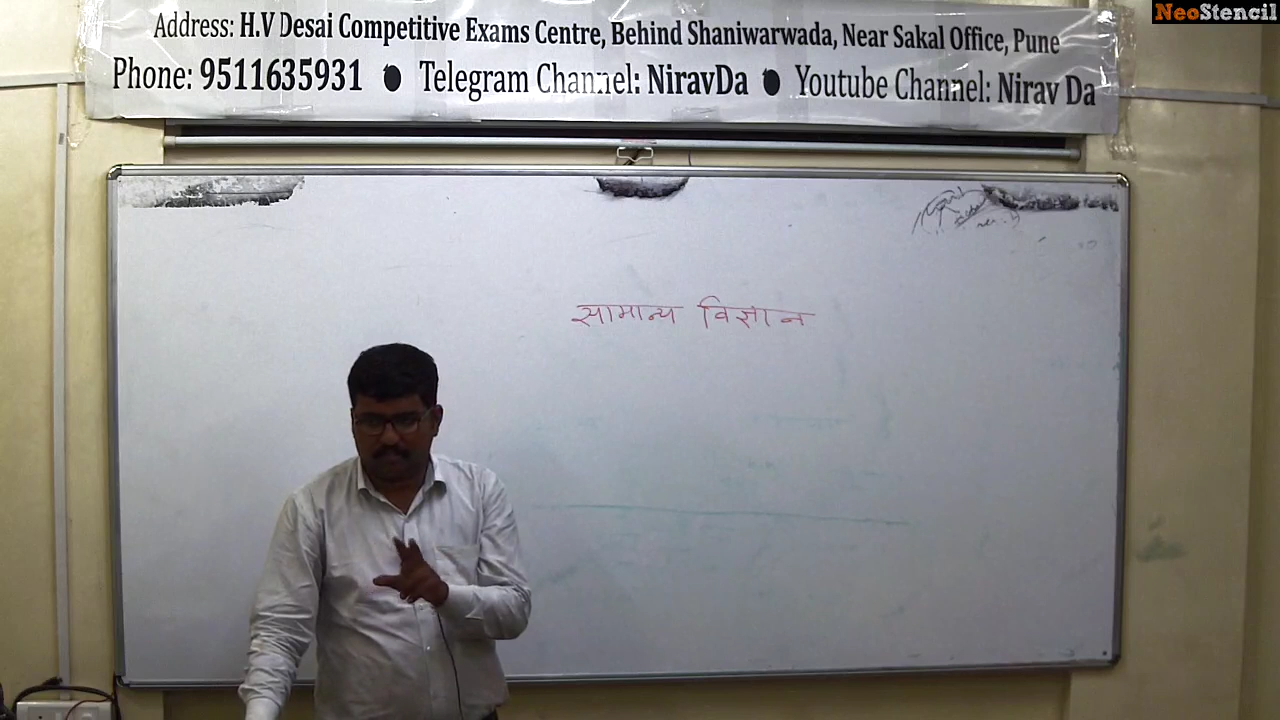 NeoStencil
Address: H.V Desai Competitive Exams Centre, Behind Shaniwarwada, Near Sakal Office, Pune
Phone: 9511635931 ● Telegram Channel: NiravDa ● Youtube Channel: Nirav Da
सामान्य विज्ञान